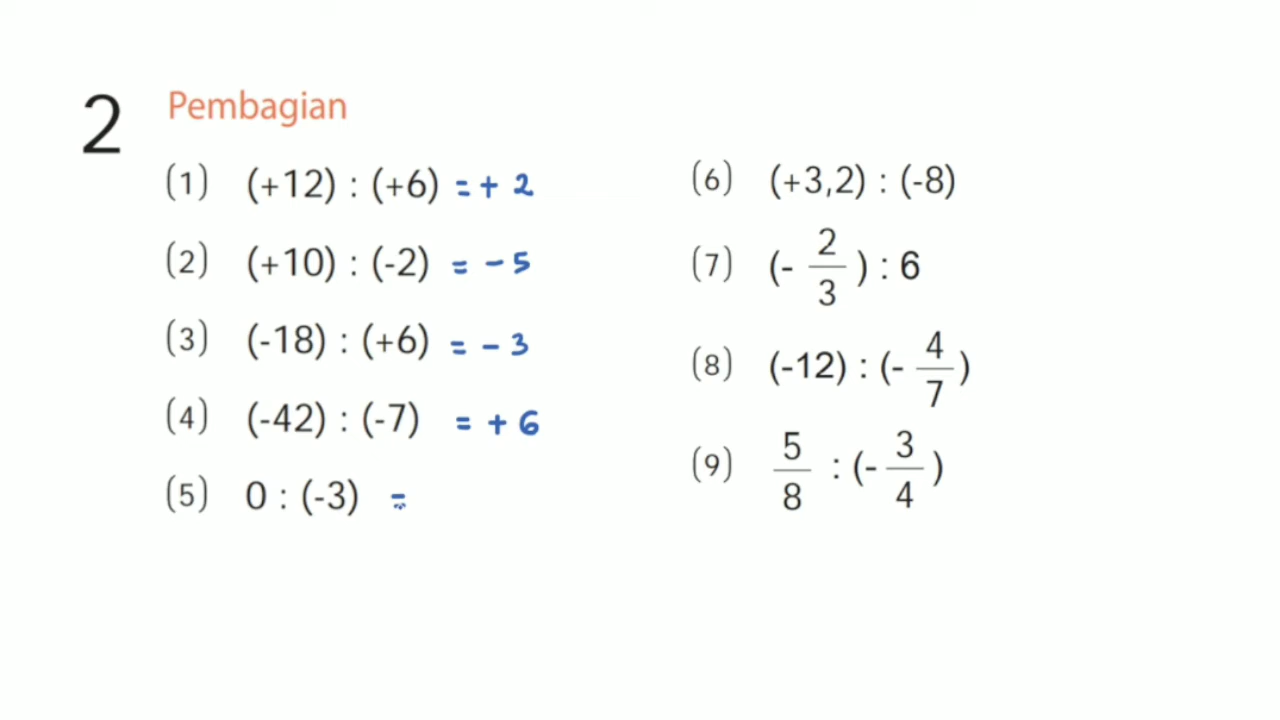 2 Pembagian
(1) (+12) : (+6) = + 2
(2) (+10) : (-2) = - 5
(3) (-18) : (+6) = - 3
(4) (-42) : (-7) = + 6
(5) 0 : (-3) =
(6) (+3,2) : (-8)
(7) (- 2/3 ) : 6
(8) (-12) : (- 4/7 )
(9) 5/8 : (- 3/4 )